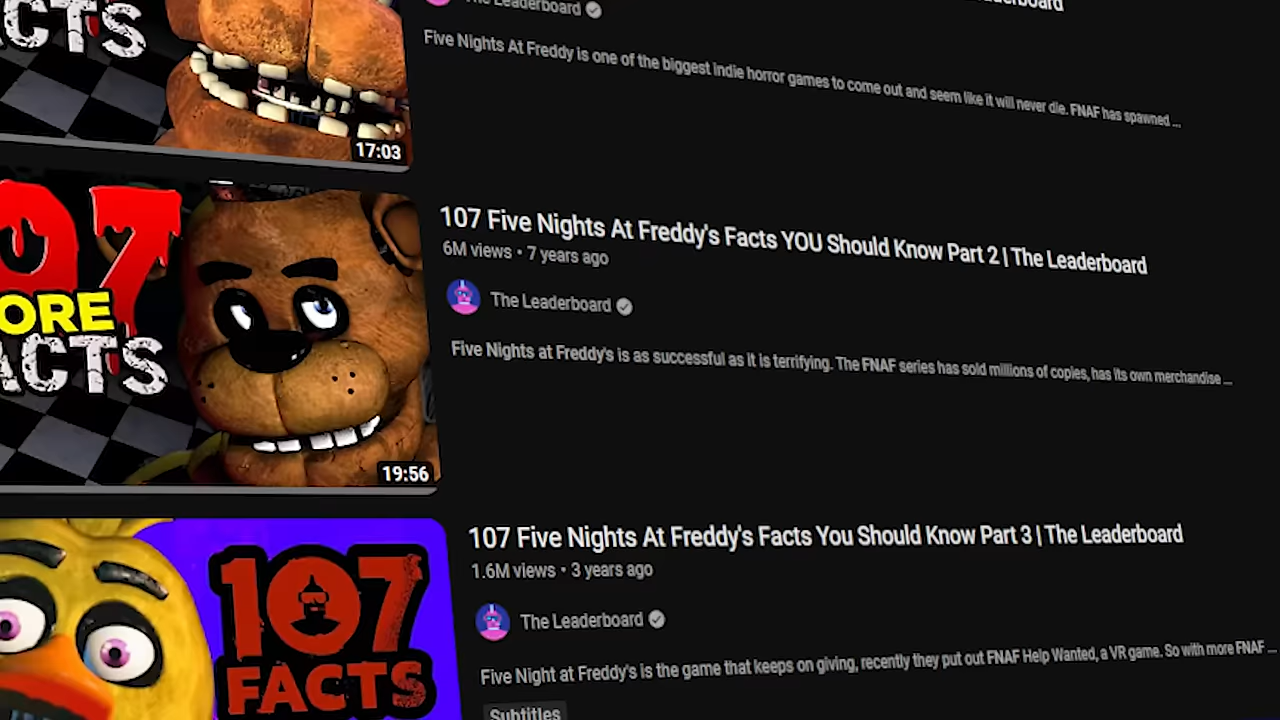 ACTS
17:03
The Leaderboard
Five Nights At Freddy is one of the biggest indie horror games to come out and seem like it will never die. FNAF has spawned ...
07
ORE
ACTS
19:56
107 Five Nights At Freddy's Facts YOU Should Know Part 2 | The Leaderboard
6M views • 7 years ago
The Leaderboard
Five Nights at Freddy's is as successful as it is terrifying. The FNAF series has sold millions of copies, has its own merchandise ...
107
FACTS
107 Five Nights At Freddy's Facts You Should Know Part 3 | The Leaderboard
1.6M views • 3 years ago
The Leaderboard
Five Night at Freddy's is the game that keeps on giving, recently they put out FNAF Help Wanted, a VR game. So with more FNAF ...
Subtitles